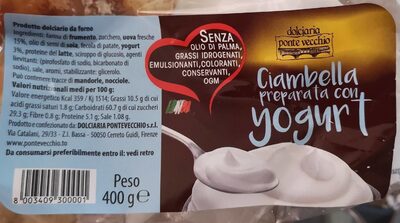 Prodotto dolciario da forno
Ingredienti: farina di frumento, zucchero, uova fresche
15%, olio di semi di soia, fecola di patate, yogurt
3%, proteine del latte, sciroppo di glucosio, agenti
lievitanti (pirofosfato di sodio, bicarbonato di
sodio), sale, aromi, stabilizzante: glicerolo.
Può contenere tracce di mandorle, nocciole.
Valori nutrizionali medi per 100 g:
Valore energetico Kcal 359 / Kj 1514; Grassi 10.5 g di cui
acidi grassi saturi 1.8 g; Carboidrati 60.7 g di cui zuccheri
29.3 g; Fibre 0.8 g; Proteine 5.1 g; Sale 1.08 g.
Prodotto e confezionato da: DOLCIARIA PONTEVECCHIO s.r.l.
Via Catalani, 29/33 - Z.I. Bassa - 50050 Cerreto Guidi, Firenze
www.pontevecchio.to
Da consumarsi preferibilmente entro il: vedi retro
8003409300001
Peso
400 g e
SENZA
OLIO DI PALMA,
GRASSI IDROGENATI,
EMULSIONANTI, COLORANTI,
CONSERVANTI,
OGM
dolciaria
ponte vecchio
Ciambella
preparata con
yogurt